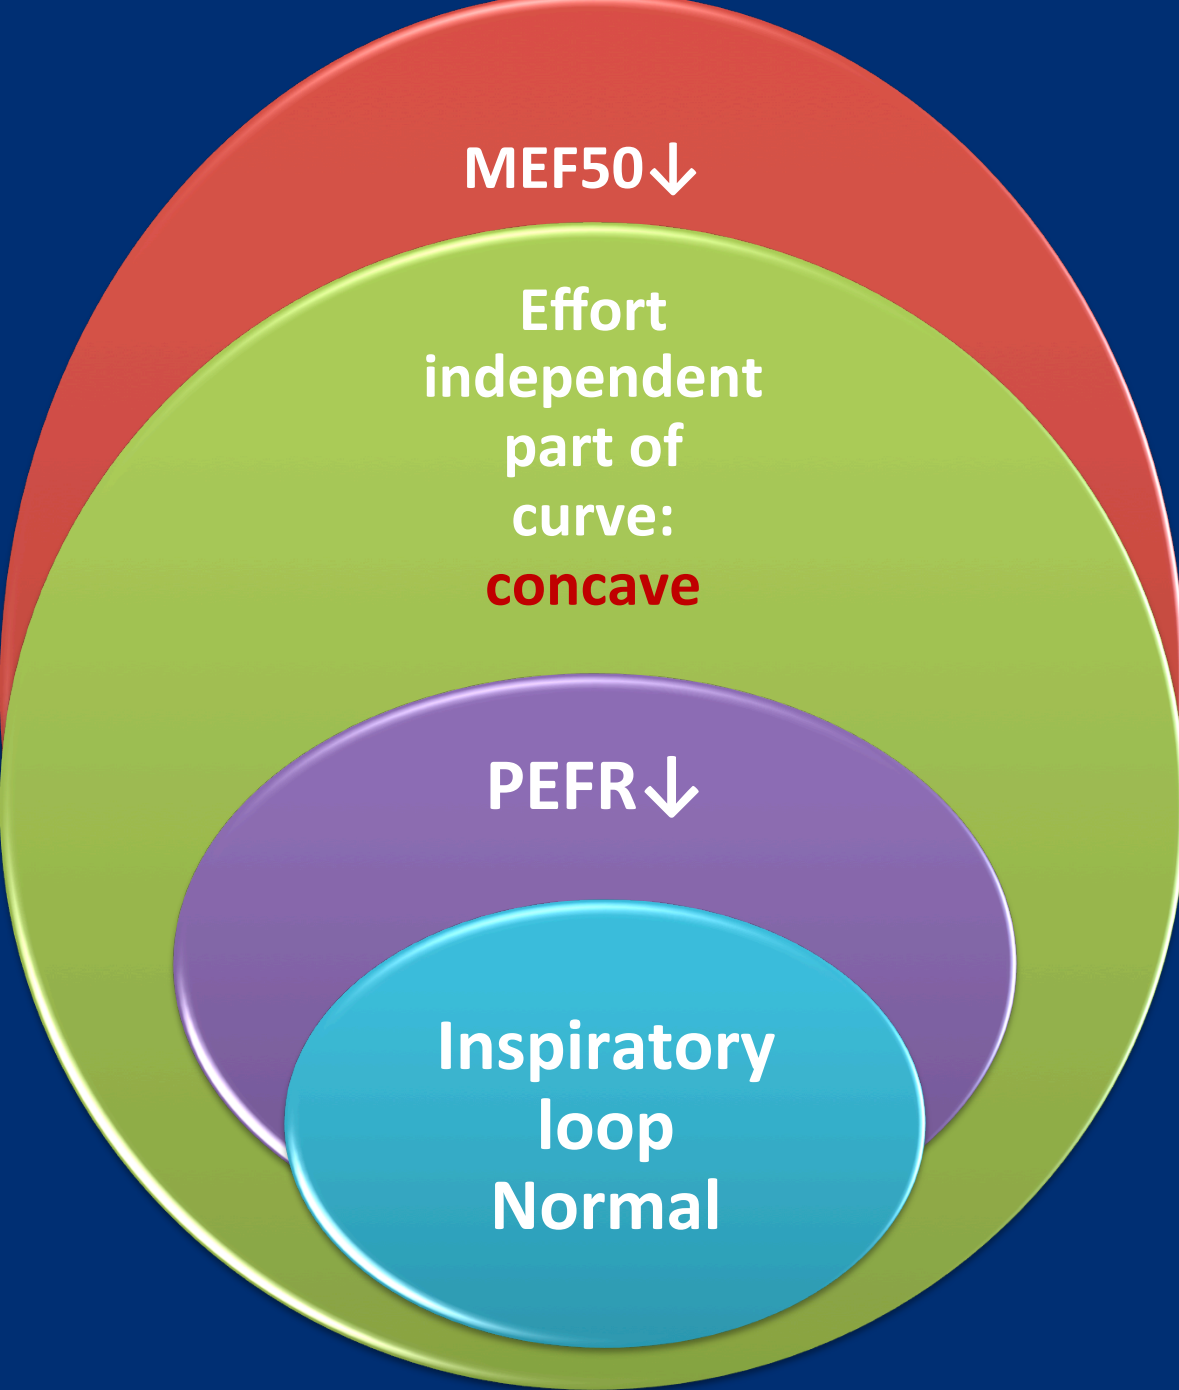 MEF50↓
Effort
independent
part of
curve:
concave
PEFR↓
Inspiratory
loop
Normal